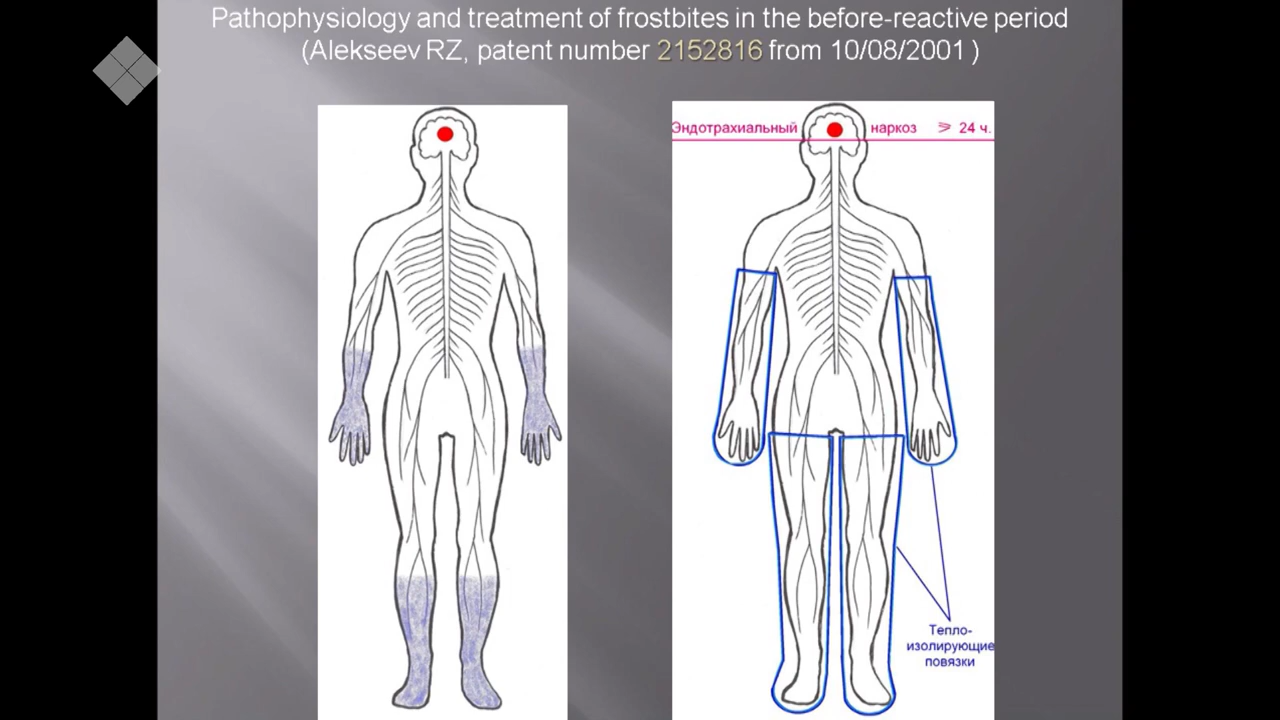 Pathophysiology and treatment of frostbites in the before-reactive period
(Alekseev RZ, patent number 2152816 from 10/08/2001 )
Эндотрахиальный наркоз ⩾ 24 ч.
Тепло-
изолирующие
повязки